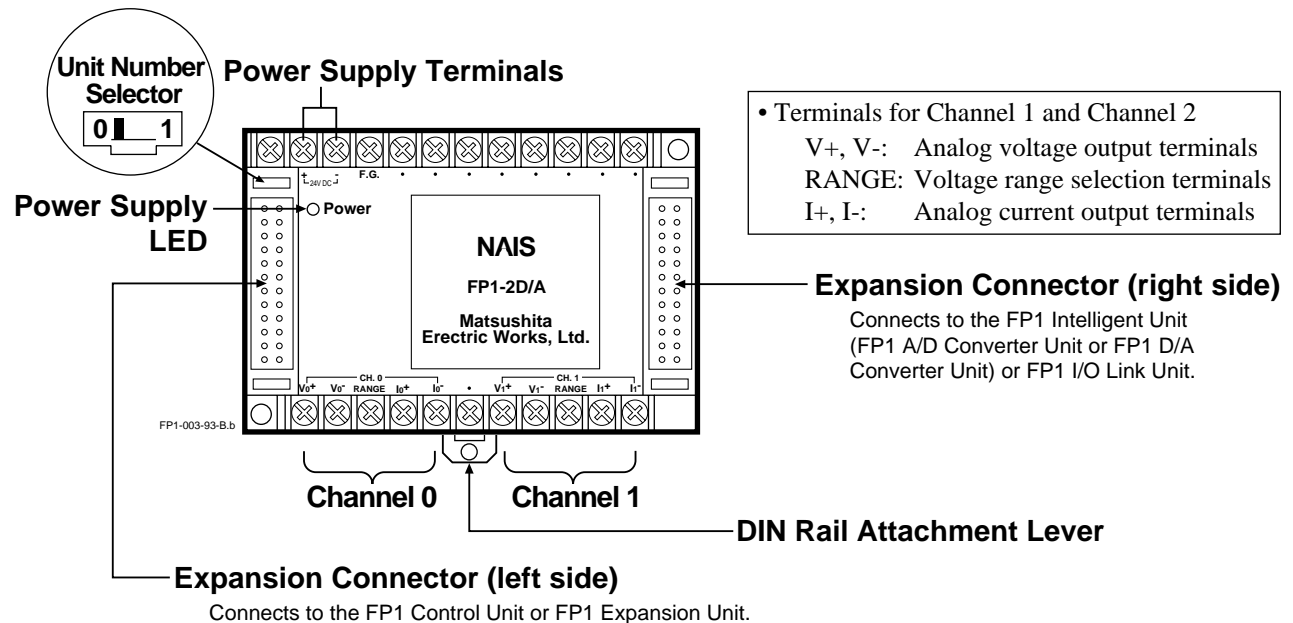 Unit Number
Selector
0 1
Power Supply Terminals
• Terminals for Channel 1 and Channel 2
V+, V-: Analog voltage output terminals
RANGE: Voltage range selection terminals
I+, I-: Analog current output terminals
+ 24V DC - F.G. • • • • • • • •
Power Supply
LED
Power
NAIS
FP1-2D/A
Matsushita
Erectric Works, Ltd.
Expansion Connector (right side)
Connects to the FP1 Intelligent Unit
(FP1 A/D Converter Unit or FP1 D/A
Converter Unit) or FP1 I/O Link Unit.
CH. 0 CH. 1
V0+ V0- RANGE I0+ I0- • V1+ V1- RANGE I1+ I1-
FP1-003-93-B.b
Channel 0 Channel 1
DIN Rail Attachment Lever
Expansion Connector (left side)
Connects to the FP1 Control Unit or FP1 Expansion Unit.